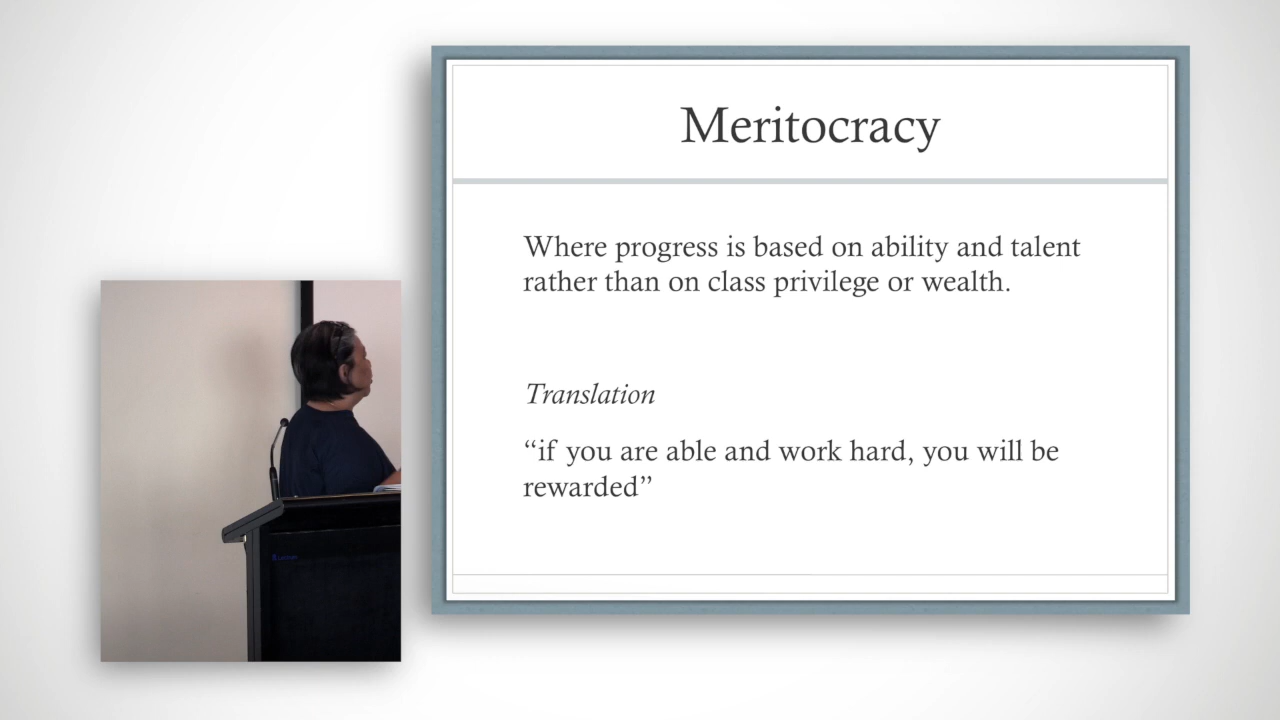 Meritocracy
Where progress is based on ability and talent
rather than on class privilege or wealth.
Translation
“if you are able and work hard, you will be
rewarded”